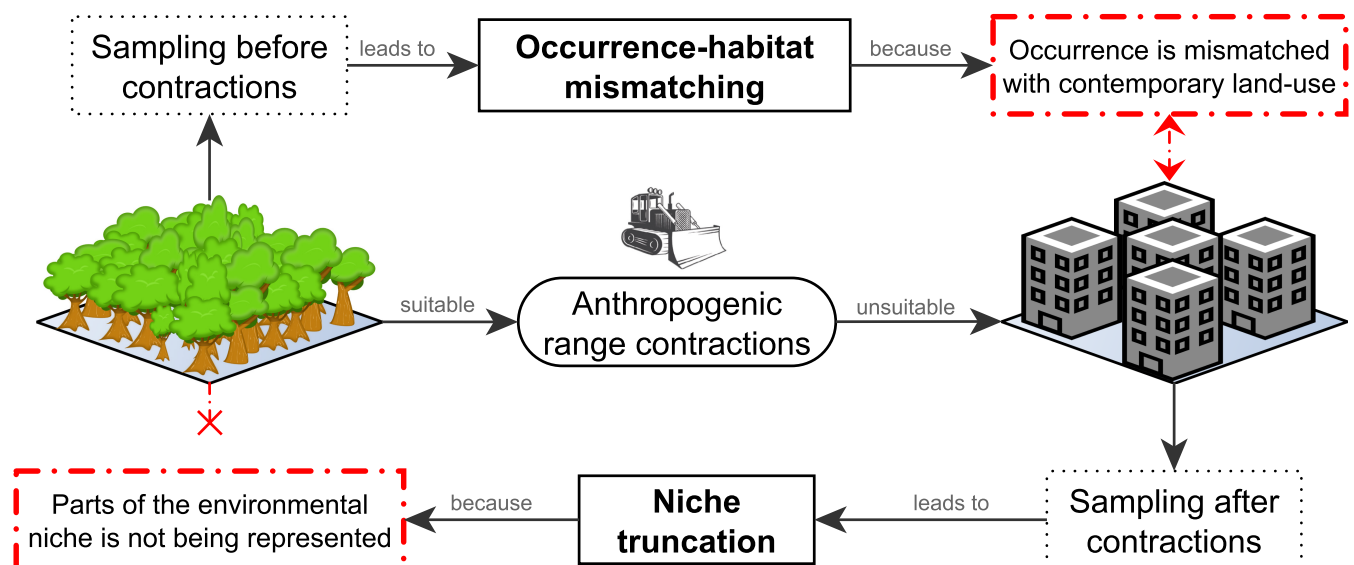 Sampling before
contractions
leads to
Occurrence-habitat
mismatching
because
Occurrence is mismatched
with contemporary land-use
suitable
Anthropogenic
range contractions
unsuitable
Parts of the environmental
niche is not being represented
because
Niche
truncation
leads to
Sampling after
contractions